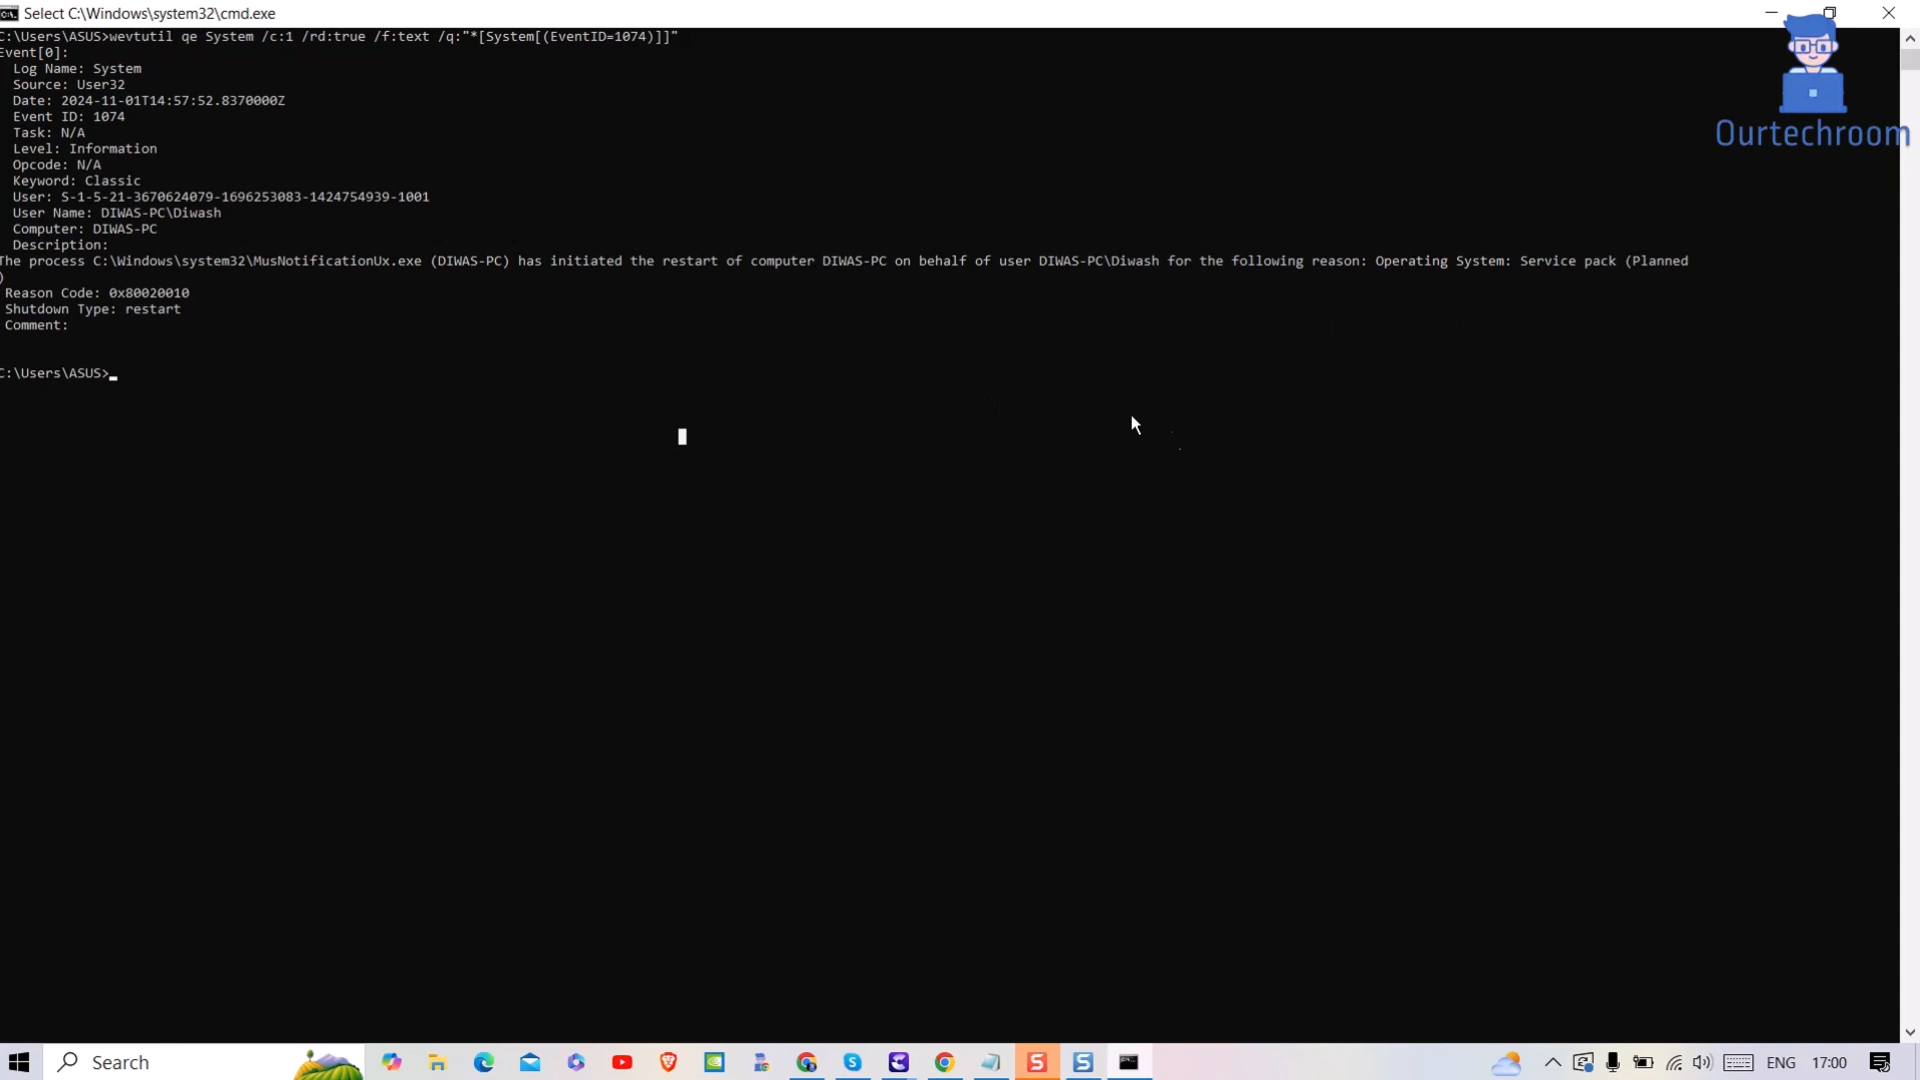 Select C:\Windows\system32\cmd.exe
C:\Users\ASUS>wevtutil qe System /c:1 /rd:true /f:text /q:"*[System[(EventID=1074)]]"
Event[0]:
Log Name: System
Source: User32
Date: 2024-11-01T14:57:52.8370000Z
Event ID: 1074
Task: N/A
Level: Information
Opcode: N/A
Keyword: Classic
User: S-1-5-21-3670624079-1696253083-1424754939-1001
User Name: DIWAS-PC\Diwash
Computer: DIWAS-PC
Description:
The process C:\Windows\system32\MusNotificationUx.exe (DIWAS-PC) has initiated the restart of computer DIWAS-PC on behalf of user DIWAS-PC\Diwash for the following reason: Operating System: Service pack (Planned
)
Reason Code: 0x80020010
Shutdown Type: restart
Comment:
C:\Users\ASUS>
Ourtechroom
Search
ENG
17:00